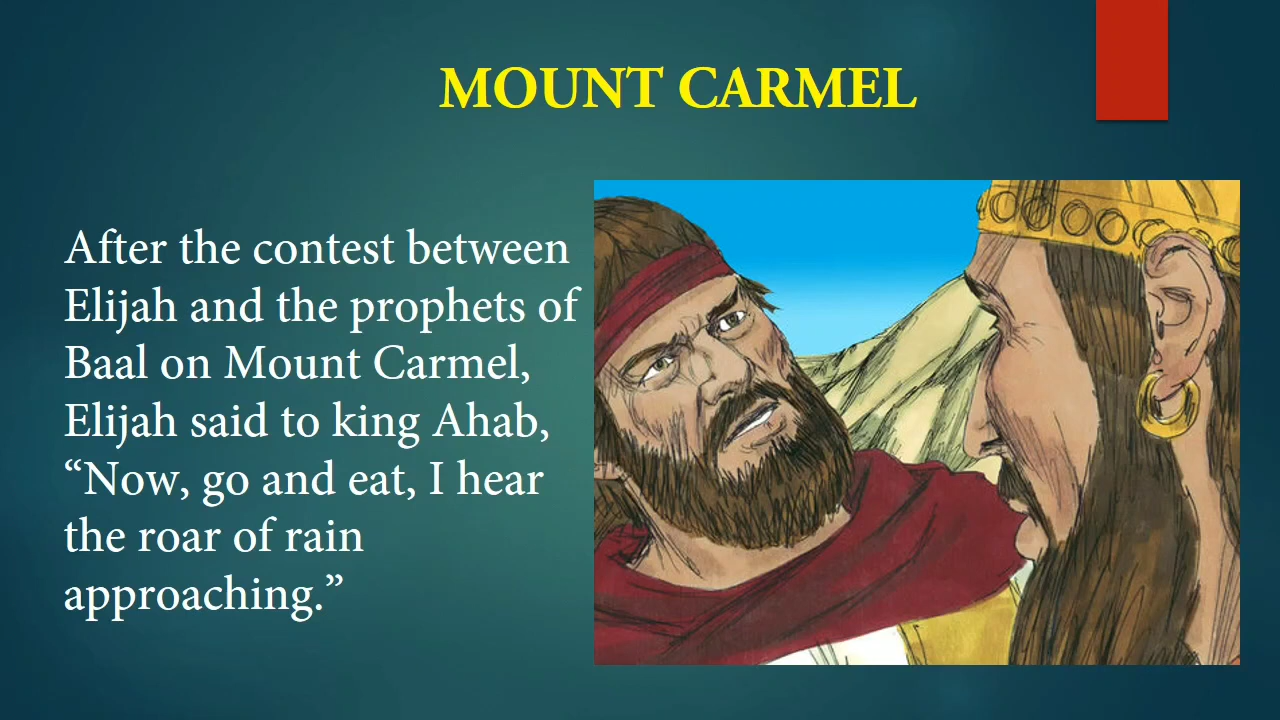 MOUNT CARMEL
After the contest between
Elijah and the prophets of
Baal on Mount Carmel,
Elijah said to king Ahab,
“Now, go and eat, I hear
the roar of rain
approaching.”